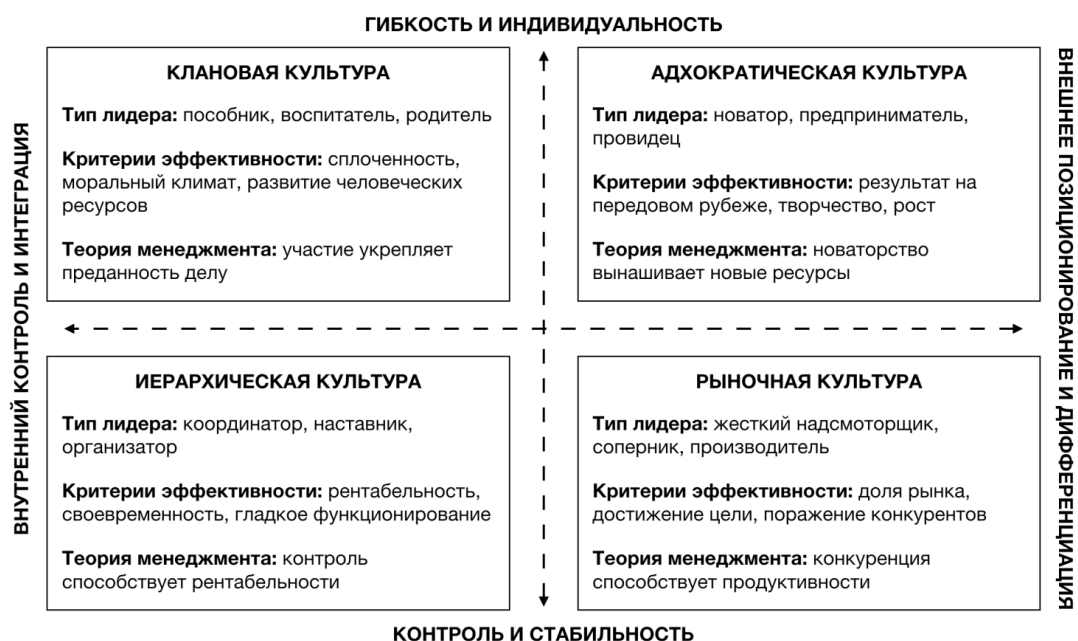 ГИБКОСТЬ И ИНДИВИДУАЛЬНОСТЬ
ВНУТРЕННИЙ КОНТРОЛЬ И ИНТЕГРАЦИЯ
КЛАНОВАЯ КУЛЬТУРА
Тип лидера: пособник, воспитатель, родитель
Критерии эффективности: сплоченность,
моральный климат, развитие человеческих
ресурсов
Теория менеджмента: участие укрепляет
преданность делу
АДХОКРАТИЧЕСКАЯ КУЛЬТУРА
Тип лидера: новатор, предприниматель,
провидец
Критерии эффективности: результат на
передовом рубеже, творчество, рост
Теория менеджмента: новаторство
вынашивает новые ресурсы
ИЕРАРХИЧЕСКАЯ КУЛЬТУРА
Тип лидера: координатор, наставник,
организатор
Критерии эффективности: рентабельность,
своевременность, гладкое функционирование
Теория менеджмента: контроль
способствует рентабельности
РЫНОЧНАЯ КУЛЬТУРА
Тип лидера: жесткий надсмоторщик,
соперник, производитель
Критерии эффективности: доля рынка,
достижение цели, поражение конкурентов
Теория менеджмента: конкуренция
способствует продуктивности
ВНЕШНЕЕ ПОЗИЦИОНИРОВАНИЕ И ДИФФЕРЕНЦИАЦИЯ
КОНТРОЛЬ И СТАБИЛЬНОСТЬ